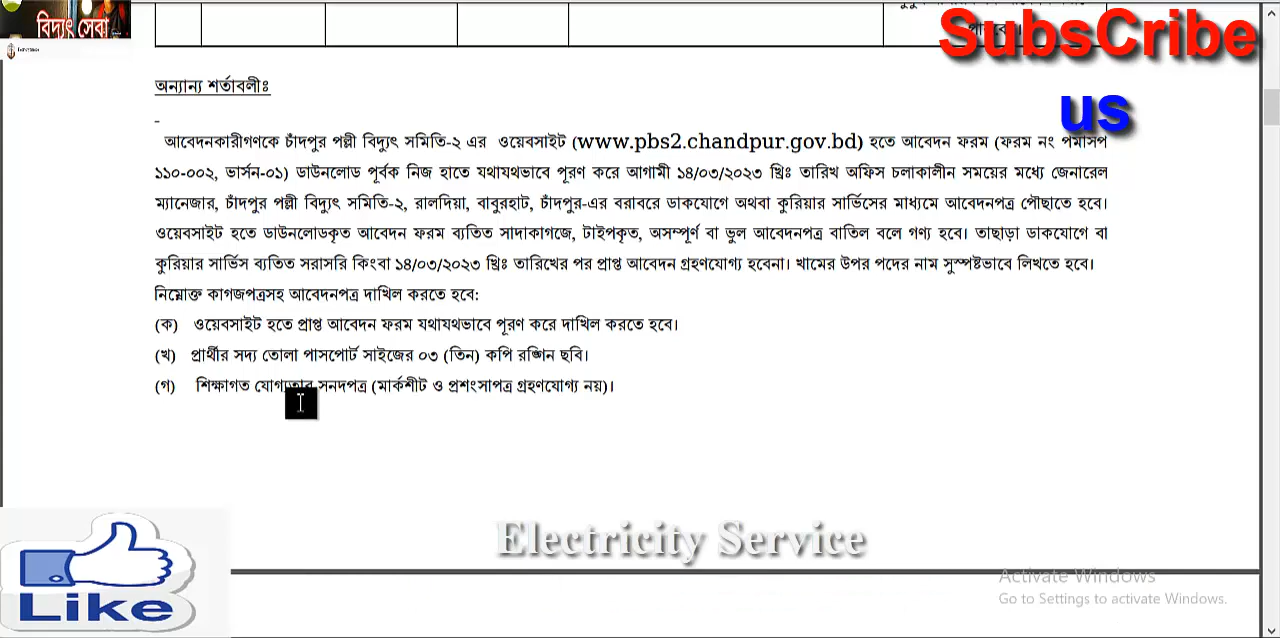 বিদ্যুৎ সেবা
SubsCribe
us
অন্যান্য শর্তাবলীঃ
-
আবেদনকারীগণকে চাঁদপুর পল্লী বিদ্যুৎ সমিতি-২ এর ওয়েবসাইট (www.pbs2.chandpur.gov.bd) হতে আবেদন ফরম (ফরম নং পমাসপ
১১০-০০২, ভার্সন-০১) ডাউনলোড পূর্বক নিজ হাতে যথাযথভাবে পূরণ করে আগামী ১৪/০৩/২০২৩ খ্রিঃ তারিখ অফিস চলাকালীন সময়ের মধ্যে জেনারেল
ম্যানেজার, চাঁদপুর পল্লী বিদ্যুৎ সমিতি-২, রালদিয়া, বাবুরহাট, চাঁদপুর-এর বরাবরে ডাকযোগে অথবা কুরিয়ার সার্ভিসের মাধ্যমে আবেদনপত্র পৌছাতে হবে।
ওয়েবসাইট হতে ডাউনলোডকৃত আবেদন ফরম ব্যতিত সাদাকাগজে, টাইপকৃত, অসম্পূর্ণ বা ভুল আবেদনপত্র বাতিল বলে গণ্য হবে। তাছাড়া ডাকযোগে বা
কুরিয়ার সার্ভিস ব্যতিত সরাসরি কিংবা ১৪/০৩/২০২৩ খ্রিঃ তারিখের পর প্রাপ্ত আবেদন গ্রহণযোগ্য হবেনা। খামের উপর পদের নাম সুস্পষ্টভাবে লিখতে হবে।
নিম্নোক্ত কাগজপত্রসহ আবেদনপত্র দাখিল করতে হবে:
(ক) ওয়েবসাইট হতে প্রাপ্ত আবেদন ফরম যথাযথভাবে পূরণ করে দাখিল করতে হবে।
(খ) প্রার্থীর সদ্য তোলা পাসপোর্ট সাইজের ০৩ (তিন) কপি রঙ্গিন ছবি।
(গ) শিক্ষাগত যোগ্যতার সনদপত্র (মার্কশীট ও প্রশংসাপত্র গ্রহণযোগ্য নয়)।
Electricity Service
Like
Activate Windows
Go to Settings to activate Windows.